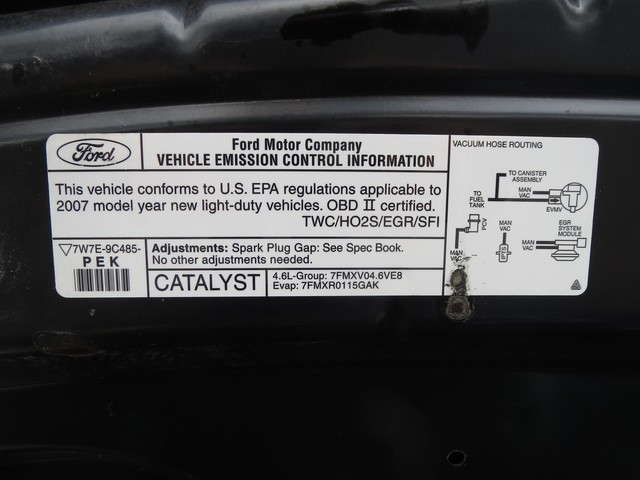 Ford
Ford Motor Company
VEHICLE EMISSION CONTROL INFORMATION
This vehicle conforms to U.S. EPA regulations applicable to
2007 model year new light-duty vehicles. OBD II certified.
TWC/HO2S/EGR/SFI
7W7E-9C485-
PEK
Adjustments: Spark Plug Gap: See Spec Book.
No other adjustments needed.
CATALYST
4.6L-Group: 7FMXV04.6VE8
Evap: 7FMXR0115GAK
VACUUM HOSE ROUTING
TO CANISTER
ASSEMBLY
MAN
VAC
EVMV
TO
FUEL
TANK
PCV
MAN
VAC
MAN
VAC
EGR
SYSTEM
MODULE
MAN
VAC